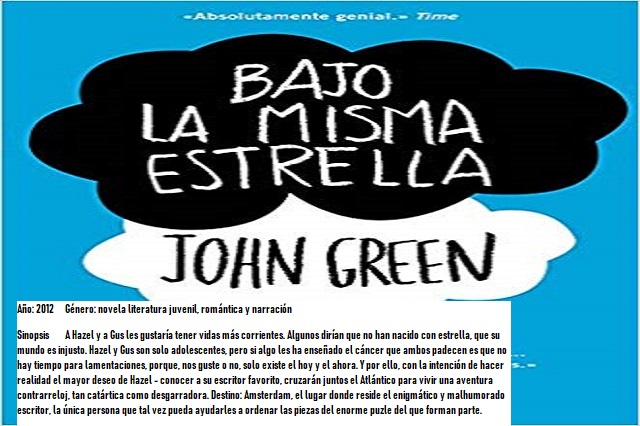 «Absolutamente genial.» Time
BAJO
LA MISMA
ESTRELLA
JOHN GREEN
Año: 2012 Género: novela literatura juvenil, romántica y narración
Sinopsis A Hazel y a Gus les gustaría tener vidas más corrientes. Algunos dirían que no han nacido con estrella, que su
mundo es injusto. Hazel y Gus son solo adolescentes, pero si algo les ha enseñado el cáncer que ambos padecen es que no
hay tiempo para lamentaciones, porque, nos guste o no, solo existe el hoy y el ahora. Y por ello, con la intención de hacer
realidad el mayor deseo de Hazel - conocer a su escritor favorito, cruzarán juntos el Atlántico para vivir una aventura
contrarreloj, tan catártica como desgarradora. Destino: Amsterdam, el lugar donde reside el enigmático y malhumorado
escritor, la única persona que tal vez pueda ayudarles a ordenar las piezas del enorme puzle del que forman parte.